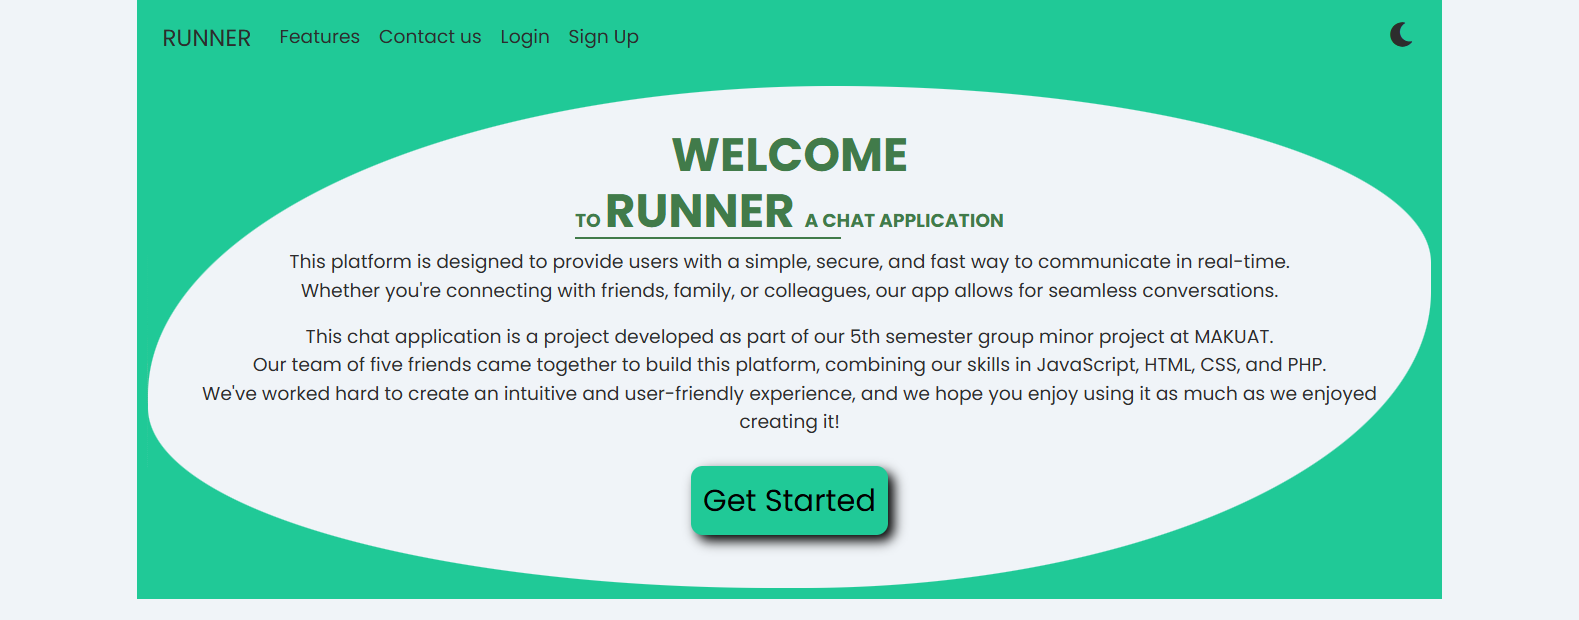 RUNNER Features Contact us Login Sign Up
WELCOME
TO RUNNER A CHAT APPLICATION
This platform is designed to provide users with a simple, secure, and fast way to communicate in real-time.
Whether you're connecting with friends, family, or colleagues, our app allows for seamless conversations.
This chat application is a project developed as part of our 5th semester group minor project at MAKUAT.
Our team of five friends came together to build this platform, combining our skills in JavaScript, HTML, CSS, and PHP.
We've worked hard to create an intuitive and user-friendly experience, and we hope you enjoy using it as much as we enjoyed
creating it!
Get Started